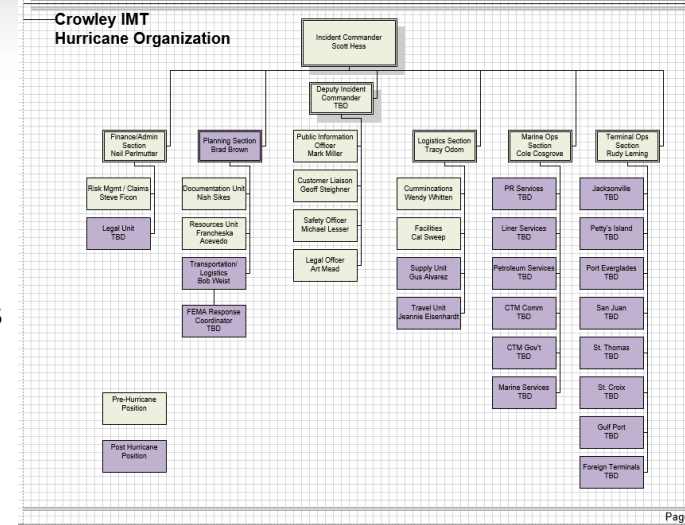 Crowley IMT
Hurricane Organization
Incident Commander
Scott Hess
Deputy Incident
Commander
TBD
Finance/Admin
Section
Neil Perlmutter
Risk Mgmt / Claims
Steve Ficon
Legal Unit
TBD
Planning Section
Brad Brown
Documentation Unit
Nish Sikes
Resources Unit
Francheska
Acevedo
Transportation/
Logistics
Bob Weist
FEMA Response
Coordinator
TBD
Public Information
Officer
Mark Miller
Customer Liaison
Geoff Steighner
Safety Officer
Michael Lesser
Legal Offcer
Art Mead
Logistics Section
Tracy Odom
Cummincations
Wendy Whitten
Facilities
Cal Sweep
Supply Unit
Gus Alvarez
Travel Unit
Jeannie Eisenhardt
Marine Ops
Section
Cole Cosgrove
PR Services
TBD
Liner Services
TBD
Petroleum Services
TBD
CTM Comm
TBD
CTM Gov't
TBD
Marine Services
TBD
Terminal Ops
Section
Rudy Leming
Jacksonville
TBD
Petty's Island
TBD
Port Everglades
TBD
San Juan
TBD
St. Thomas
TBD
St. Croix
TBD
Gulf Port
TBD
Foreign Terminals
TBD
Pre-Hurricane
Position
Post Hurricane
Position
Pag